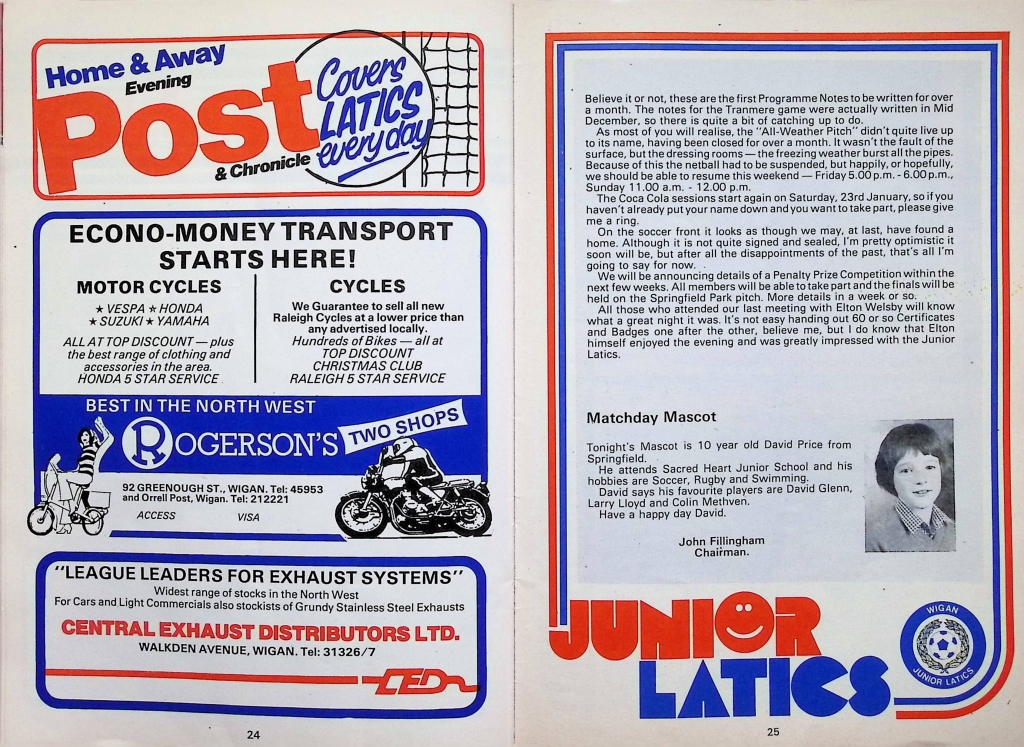 Home & Away
Evening
Post
& Chronicle
Covers
LATICS
every day
ECONO-MONEY TRANSPORT
STARTS HERE!
MOTOR CYCLES
★ VESPA ★ HONDA
★ SUZUKI ★ YAMAHA
ALL AT TOP DISCOUNT — plus
the best range of clothing and
accessories in the area.
HONDA 5 STAR SERVICE
CYCLES
We Guarantee to sell all new
Raleigh Cycles at a lower price than
any advertised locally.
Hundreds of Bikes — all at
TOP DISCOUNT
CHRISTMAS CLUB
RALEIGH 5 STAR SERVICE
BEST IN THE NORTH WEST
ROGERSON'S
TWO SHOPS
92 GREENOUGH ST., WIGAN. Tel: 45953
and Orrell Post, Wigan. Tel: 212221
ACCESS VISA
"LEAGUE LEADERS FOR EXHAUST SYSTEMS"
Widest range of stocks in the North West
For Cars and Light Commercials also stockists of Grundy Stainless Steel Exhausts
CENTRAL EXHAUST DISTRIBUTORS LTD.
WALKDEN AVENUE, WIGAN. Tel: 31326/7
CED
24
Believe it or not, these are the first Programme Notes to be written for over
a month. The notes for the Tranmere game were actually written in Mid
December, so there is quite a bit of catching up to do.
As most of you will realise, the "All-Weather Pitch" didn't quite live up
to its name, having been closed for over a month. It wasn't the fault of the
surface, but the dressing rooms — the freezing weather burst all the pipes.
Because of this the netball had to be suspended, but happily, or hopefully,
we should be able to resume this weekend — Friday 5.00 p.m. - 6.00 p.m.,
Sunday 11.00 a.m. - 12.00 p.m.
The Coca Cola sessions start again on Saturday, 23rd January, so if you
haven't already put your name down and you want to take part, please give
me a ring.
On the soccer front it looks as though we may, at last, have found a
home. Although it is not quite signed and sealed, I'm pretty optimistic it
soon will be, but after all the disappointments of the past, that's all I'm
going to say for now.
We will be announcing details of a Penalty Prize Competition within the
next few weeks. All members will be able to take part and the finals will be
held on the Springfield Park pitch. More details in a week or so.
All those who attended our last meeting with Elton Welsby will know
what a great night it was. It's not easy handing out 60 or so Certificates
and Badges one after the other, believe me, but I do know that Elton
himself enjoyed the evening and was greatly impressed with the Junior
Latics.
Matchday Mascot
Tonight's Mascot is 10 year old David Price from
Springfield.
He attends Sacred Heart Junior School and his
hobbies are Soccer, Rugby and Swimming.
David says his favourite players are David Glenn,
Larry Lloyd and Colin Methven.
Have a happy day David.
John Fillingham
Chairman.
JUNIOR
LATICS
WIGAN
JUNIOR LATICS
25